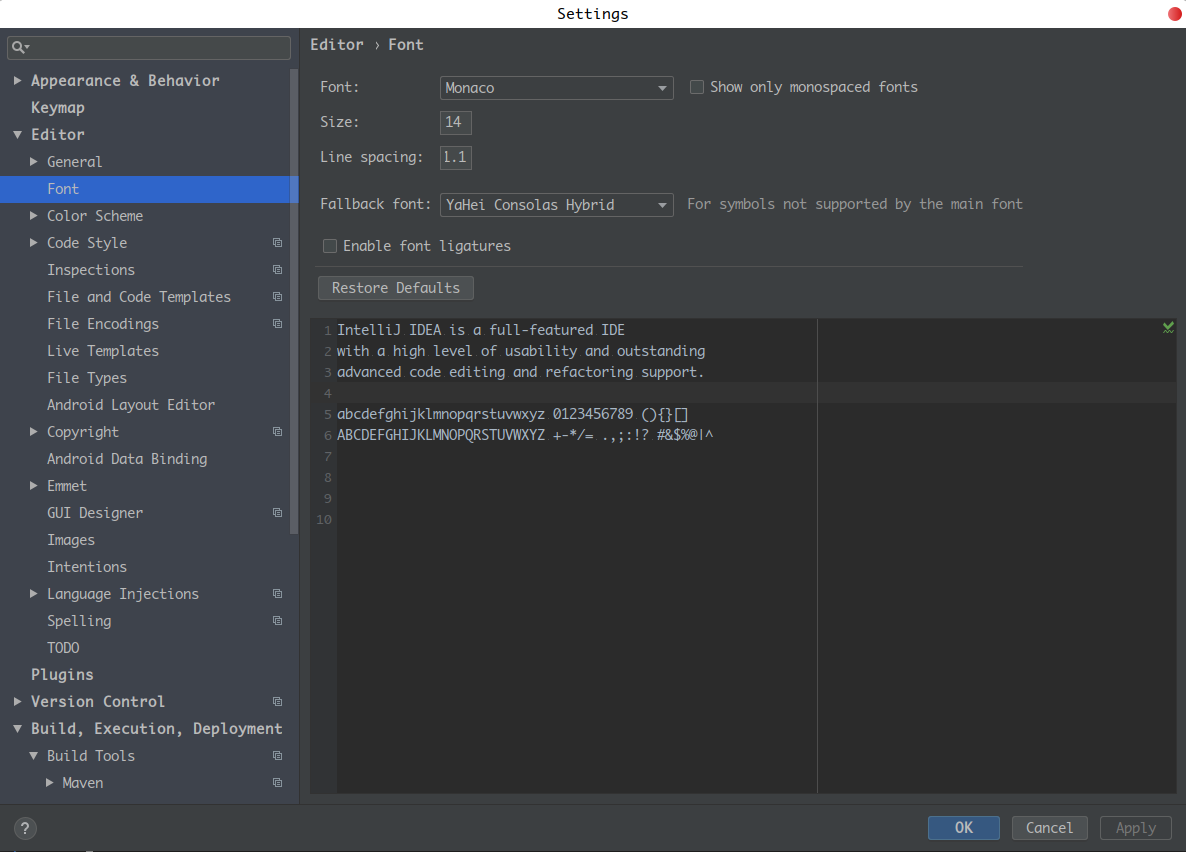 Settings
Appearance & Behavior
Keymap
Editor
General
Font
Color Scheme
Code Style
Inspections
File and Code Templates
File Encodings
Live Templates
File Types
Android Layout Editor
Copyright
Android Data Binding
Emmet
GUI Designer
Images
Intentions
Language Injections
Spelling
TODO
Plugins
Version Control
Build, Execution, Deployment
Build Tools
Maven
Editor › Font
Font: Monaco Show only monospaced fonts
Size: 14
Line spacing: 1.1
Fallback font: YaHei Consolas Hybrid For symbols not supported by the main font
Enable font ligatures
Restore Defaults
1 IntelliJ IDEA is a full-featured IDE
2 with a high level of usability and outstanding
3 advanced code editing and refactoring support.
4
5 abcdefghijklmnopqrstuvwxyz 0123456789 (){}[]
6 ABCDEFGHIJKLMNOPQRSTUVWXYZ +-*/= .,;:!? #&$%@|^
7
8
9
10
? OK Cancel Apply